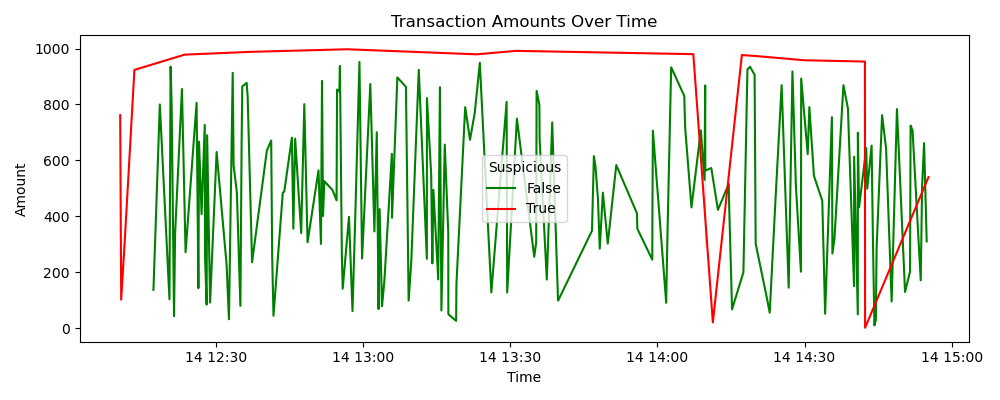 Transaction Amounts Over Time
Amount
1000
800
600
400
200
0
Suspicious
False
True
14 12:30
14 13:00
14 13:30
14 14:00
14 14:30
14 15:00
Time